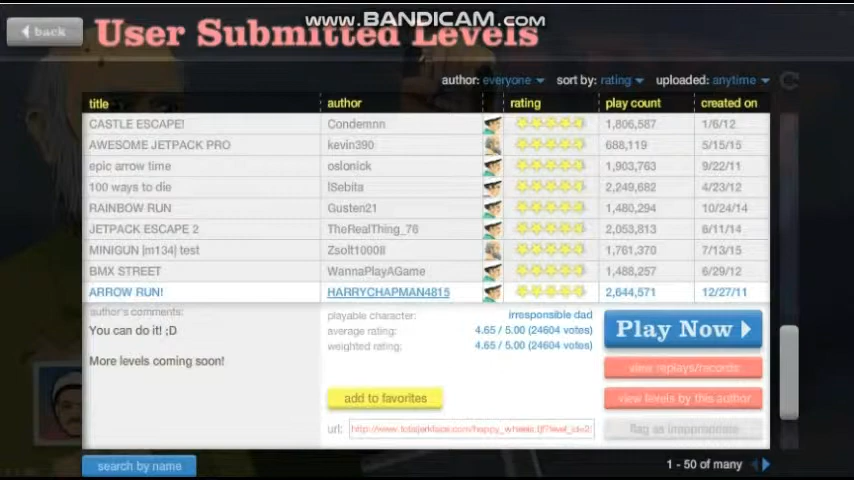 www.BANDICAM.com
back
User Submitted Levels
author: everyone sort by: rating uploaded: anytime
title author rating play count created on
CASTLE ESCAPE! Condemnn 1,806,587 1/6/12
AWESOME JETPACK PRO kevin390 688,119 5/15/15
epic arrow time oslonick 1,903,763 9/22/11
100 ways to die ISebita 2,249,682 4/23/12
RAINBOW RUN Gusten21 1,480,294 10/24/14
JETPACK ESCAPE 2 TheRealThing_76 2,053,813 8/11/14
MINIGUN |m134| test Zsolt1000ll 1,761,370 7/13/15
BMX STREET WannaPlayAGame 1,488,257 6/29/12
ARROW RUN! HARRYCHAPMAN4815 2,644,571 12/27/11
author's comments:
You can do it! ;D
More levels coming soon!
playable character: irresponsible dad
average rating: 4.65 / 5.00 (24604 votes)
weighted rating: 4.65 / 5.00 (24604 votes)
Play Now
view replays/records
view levels by this author
add to favorites
flag as inappropriate
url:
search by name
1 - 50 of many